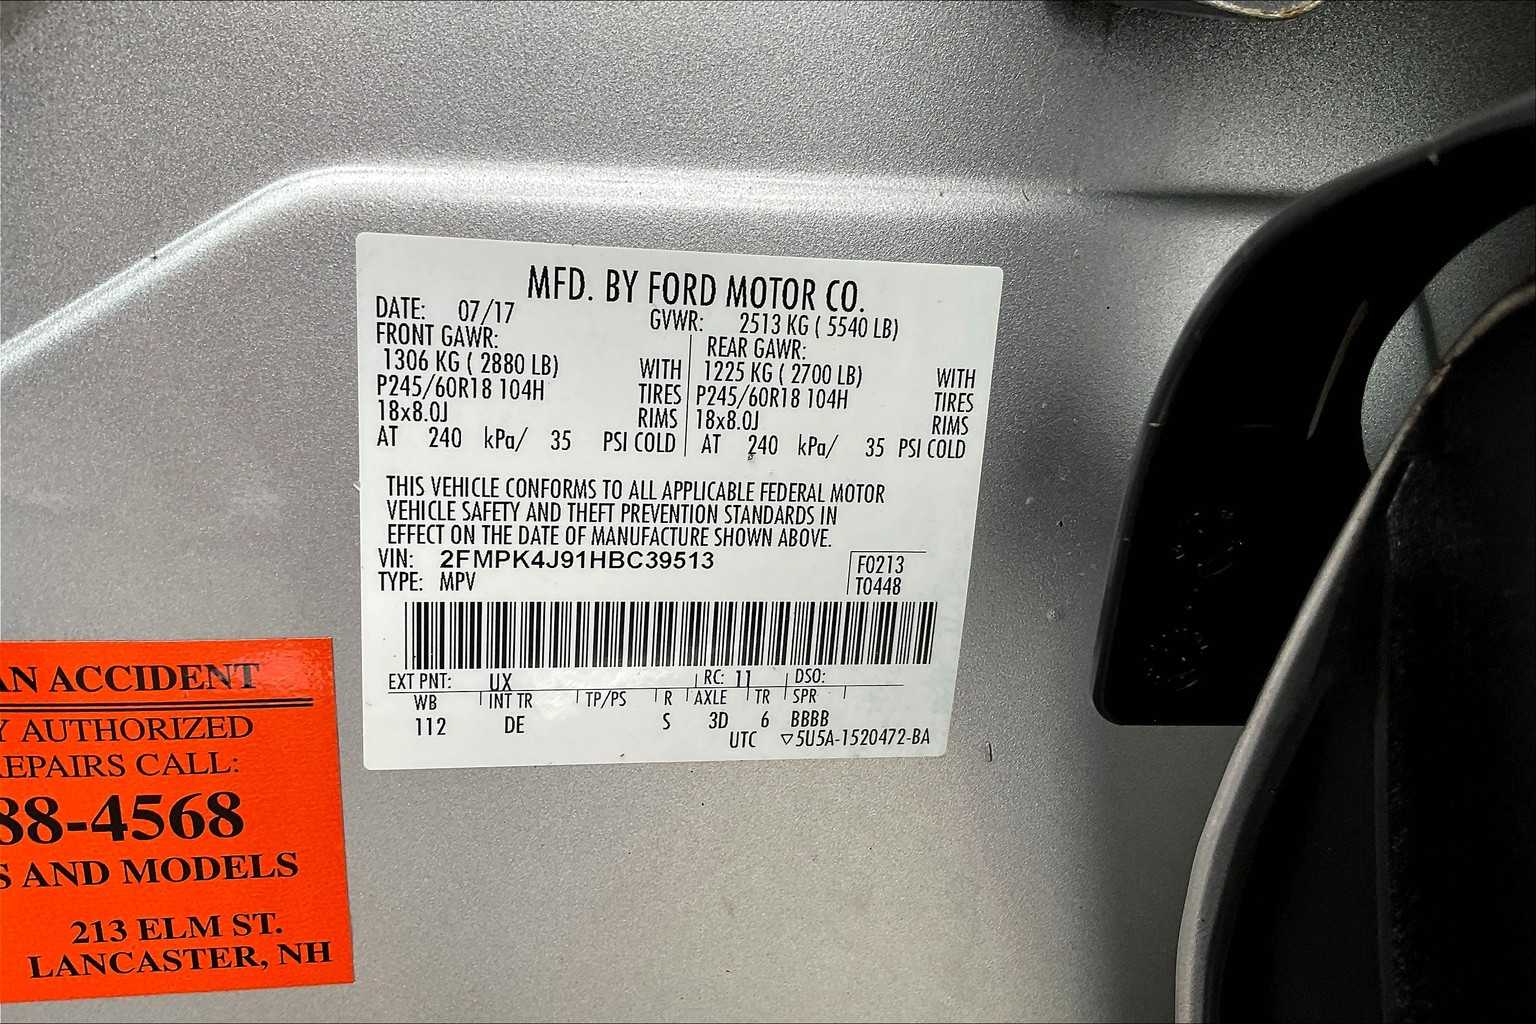 MFD. BY FORD MOTOR CO.
DATE: 07/17 GVWR: 2513 KG ( 5540 LB)
FRONT GAWR: REAR GAWR:
1306 KG ( 2880 LB) WITH 1225 KG ( 2700 LB) WITH
P245/60R18 104H TIRES P245/60R18 104H TIRES
18x8.0J RIMS 18x8.0J RIMS
AT 240 kPa/ 35 PSI COLD AT 240 kPa/ 35 PSI COLD
THIS VEHICLE CONFORMS TO ALL APPLICABLE FEDERAL MOTOR
VEHICLE SAFETY AND THEFT PREVENTION STANDARDS IN
EFFECT ON THE DATE OF MANUFACTURE SHOWN ABOVE.
VIN: 2FMPK4J91HBC39513 F0213
TYPE: MPV T0448
EXT PNT: UX RC: 11 DSO:
WB INT TR TP/PS R AXLE TR SPR
112 DE S 3D 6 BBBB
UTC ▽5U5A-1520472-BA
AN ACCIDENT
Y AUTHORIZED
REPAIRS CALL:
88-4568
S AND MODELS
213 ELM ST.
LANCASTER, NH